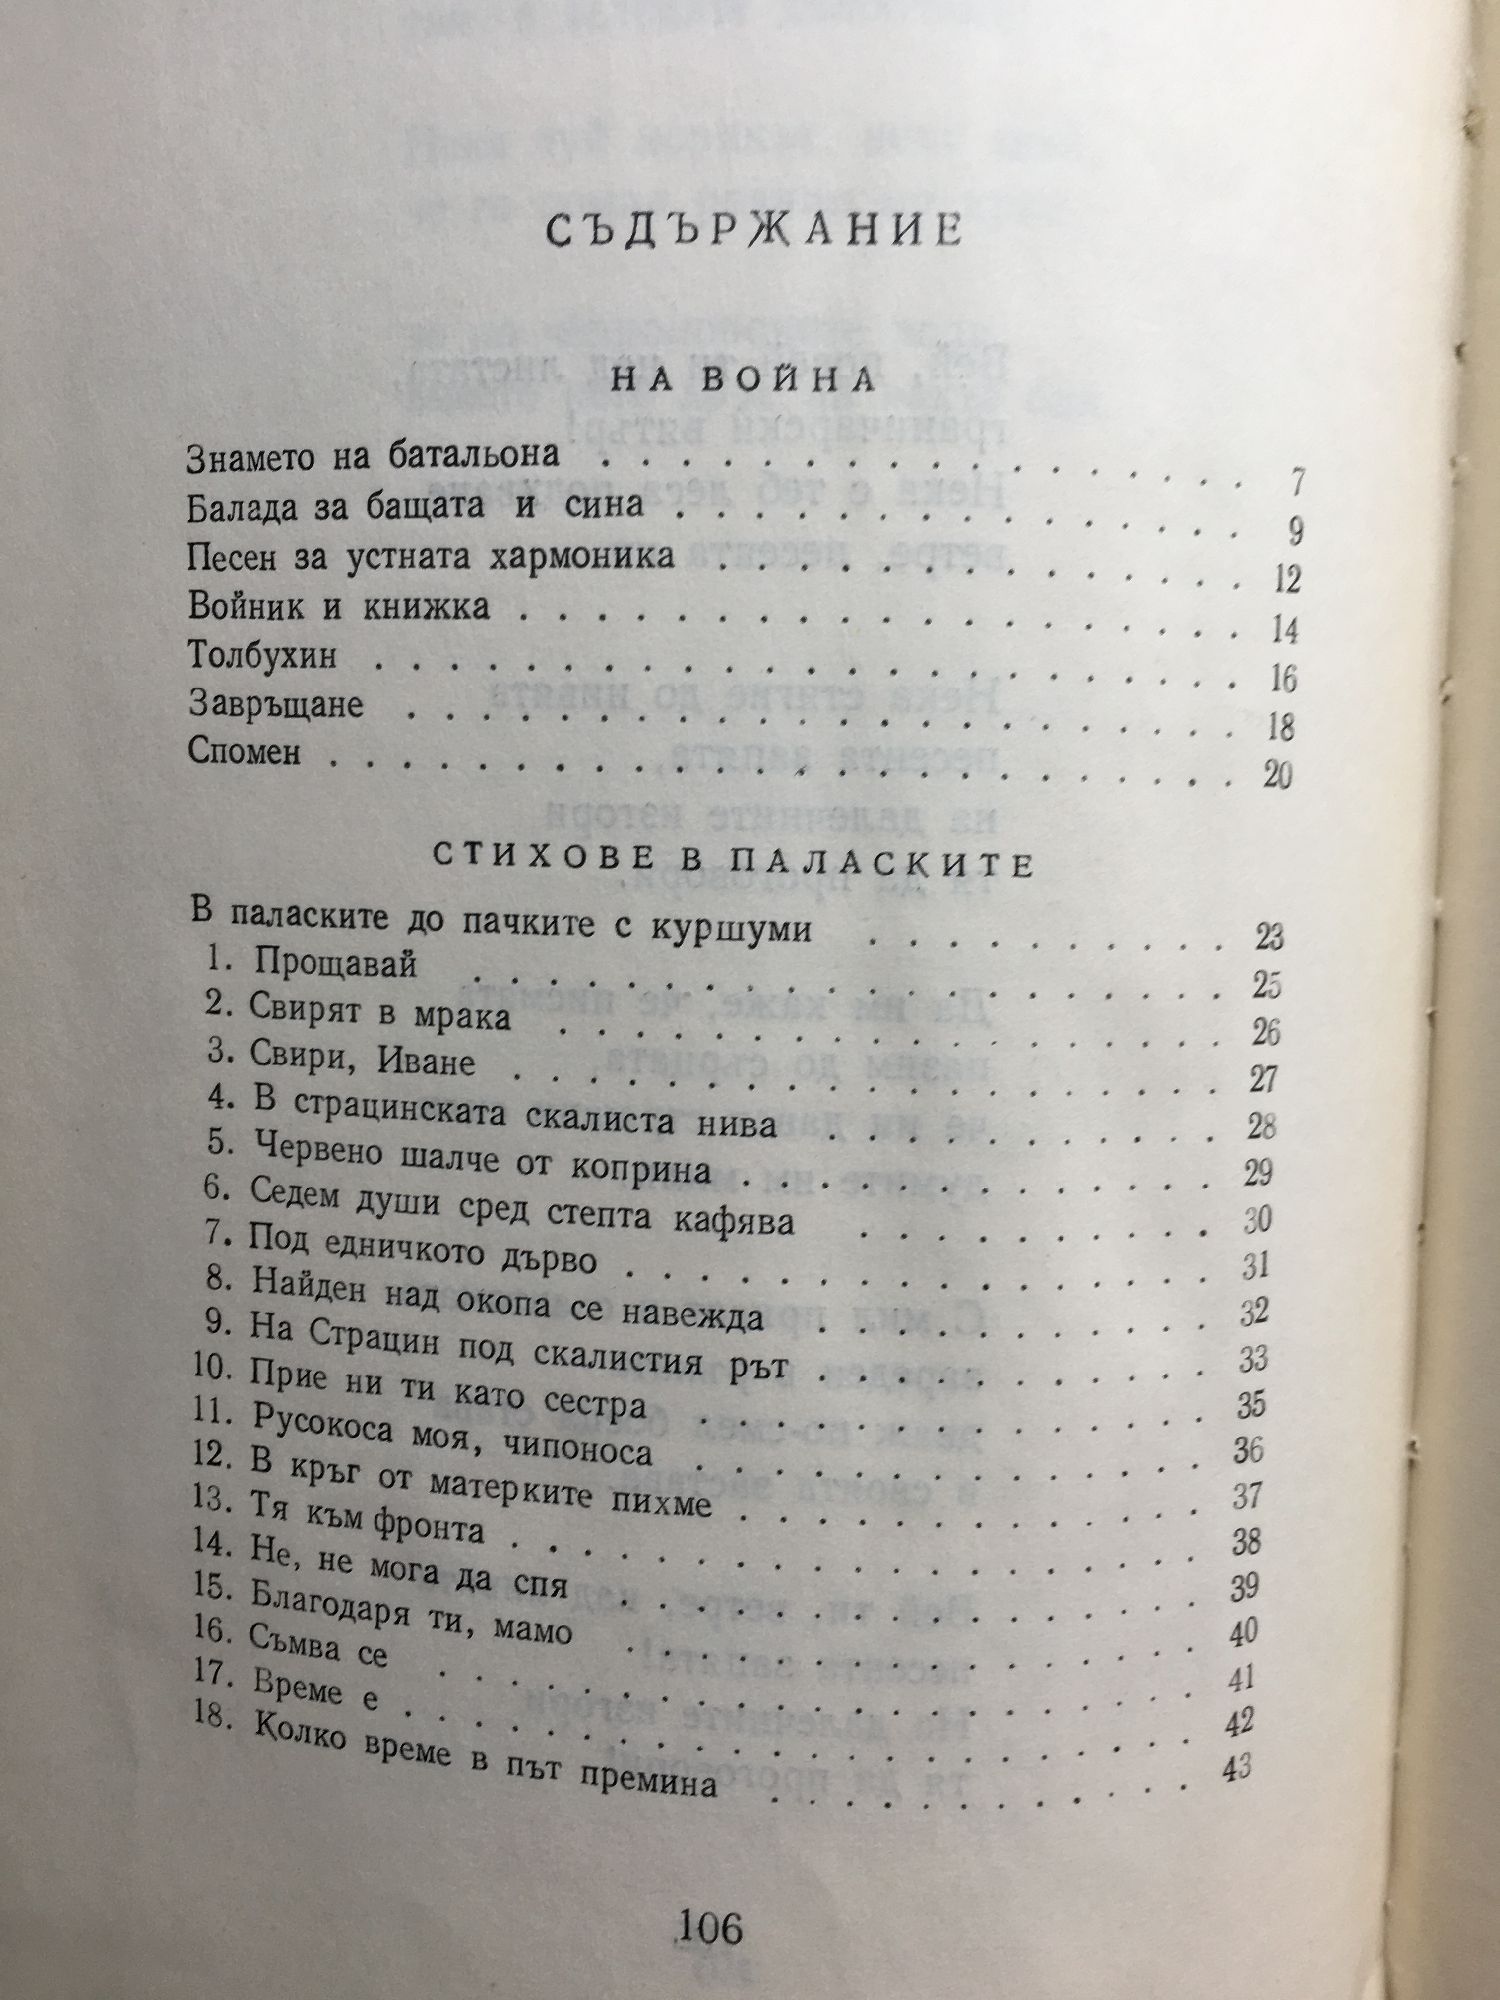 СЪДЪРЖАНИЕ
НА ВОЙНА
Знамето на батальона . . . . . . . . . . . . . . . . . 7
Балада за бащата и сина . . . . . . . . . . . . . . . 9
Песен за устната хармоника . . . . . . . . . . . . . . 12
Войник и книжка . . . . . . . . . . . . . . . . . . . 14
Толбухин . . . . . . . . . . . . . . . . . . . . . . . 16
Завръщане . . . . . . . . . . . . . . . . . . . . . . 18
Спомен . . . . . . . . . . . . . . . . . . . . . . . . 20
СТИХОВЕ В ПАЛАСКИТЕ
В паласките до пачките с куршуми . . . . . . . . . . 23
1. Прощавай . . . . . . . . . . . . . . . . . . . . 25
2. Свирят в мрака . . . . . . . . . . . . . . . . . . 26
3. Свири, Иване . . . . . . . . . . . . . . . . . . . 27
4. В страцинската скалиста нива . . . . . . . . . . . 28
5. Червено шалче от коприна . . . . . . . . . . . . . 29
6. Седем души сред степта кафява . . . . . . . . . . 30
7. Под едничкото дърво . . . . . . . . . . . . . . . . 31
8. Найден над окопа се навежда . . . . . . . . . . . 32
9. На Страцин под скалистия рът . . . . . . . . . . . 33
10. Прие ни ти като сестра . . . . . . . . . . . . . . 35
11. Русокоса моя, чипоноса . . . . . . . . . . . . . . 36
12. В кръг от матерките пихме . . . . . . . . . . . . . 37
13. Тя към фронта . . . . . . . . . . . . . . . . . . . 38
14. Не, не мога да спя . . . . . . . . . . . . . . . . 39
15. Благодаря ти, мамо . . . . . . . . . . . . . . . . 40
16. Съмва се . . . . . . . . . . . . . . . . . . . . . 41
17. Време е . . . . . . . . . . . . . . . . . . . . . . 42
18. Колко време в път премина . . . . . . . . . . . . 43
106